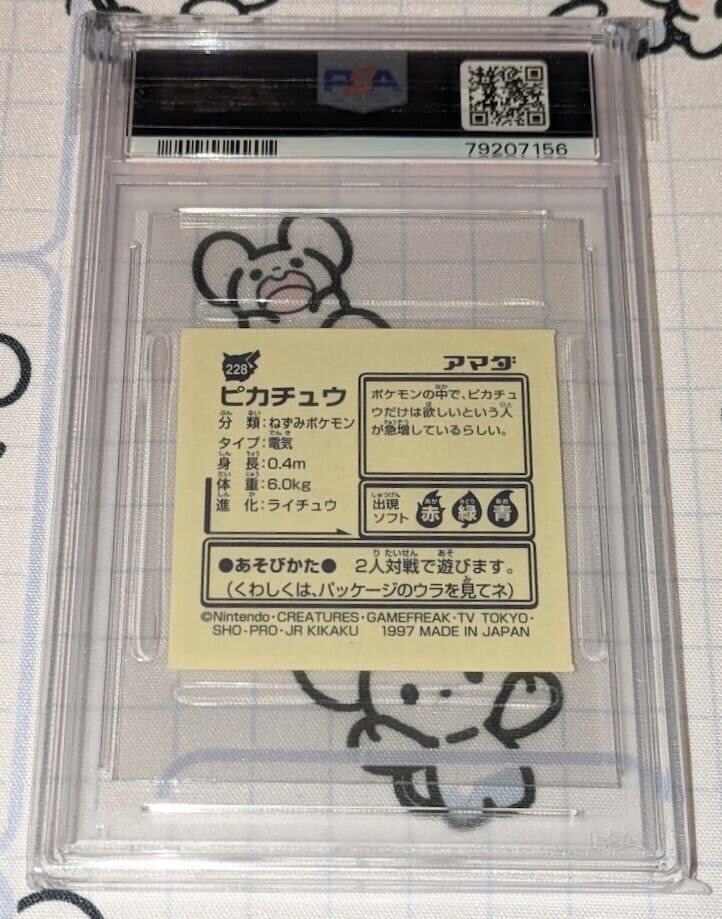 PSA
79207156
228
アマダ
ピカチュウ
分類:ねずみポケモン
タイプ:電気
身長:0.4m
体重:6.0kg
進化:ライチュウ
ポケモンの中で、ピカチュ
ウだけは欲しいという人
が急増しているらしい。
出現
ソフト 赤 緑 青
●あそびかた● 2人対戦で遊びます。
(くわしくは、パッケージのウラを見てネ)
©Nintendo・CREATURES・GAMEFREAK・TV TOKYO・
SHO-PRO・JR KIKAKU 1997 MADE IN JAPAN